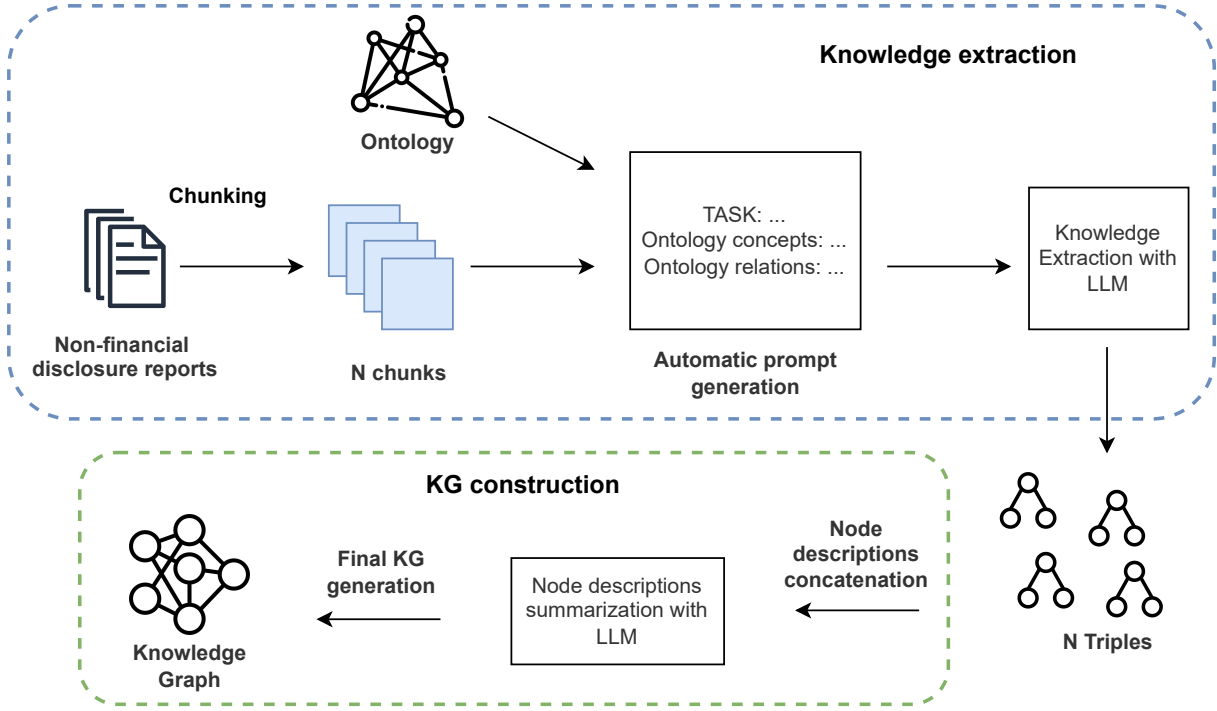 Knowledge extraction
Ontology
Chunking
TASK: ...
Ontology concepts: ...
Ontology relations: ...
Knowledge
Extraction with
LLM
Non-financial
disclosure reports
N chunks
Automatic prompt
generation
KG construction
Node
descriptions
concatenation
Final KG
generation
Node descriptions
summarization with
LLM
N Triples
Knowledge
Graph